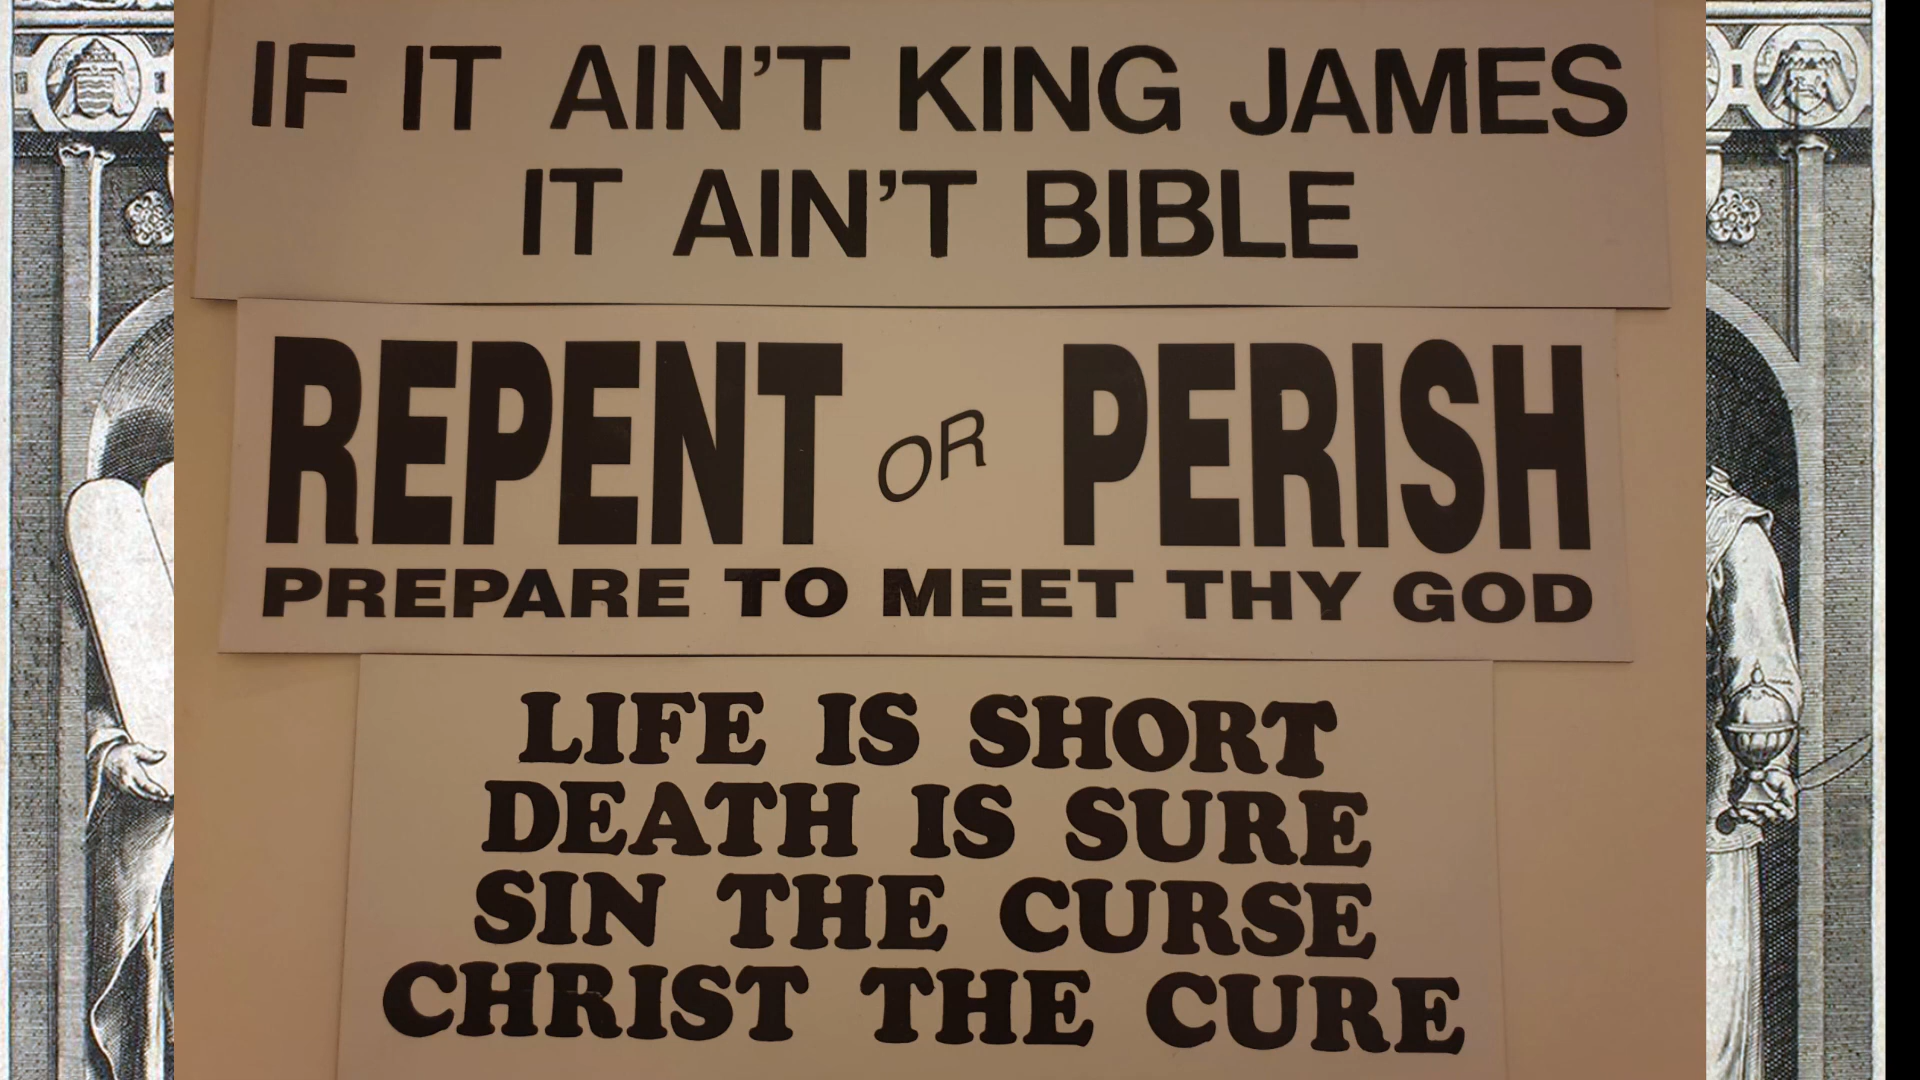 IF IT AIN'T KING JAMES
IT AIN'T BIBLE
REPENT OR PERISH
PREPARE TO MEET THY GOD
LIFE IS SHORT
DEATH IS SURE
SIN THE CURSE
CHRIST THE CURE